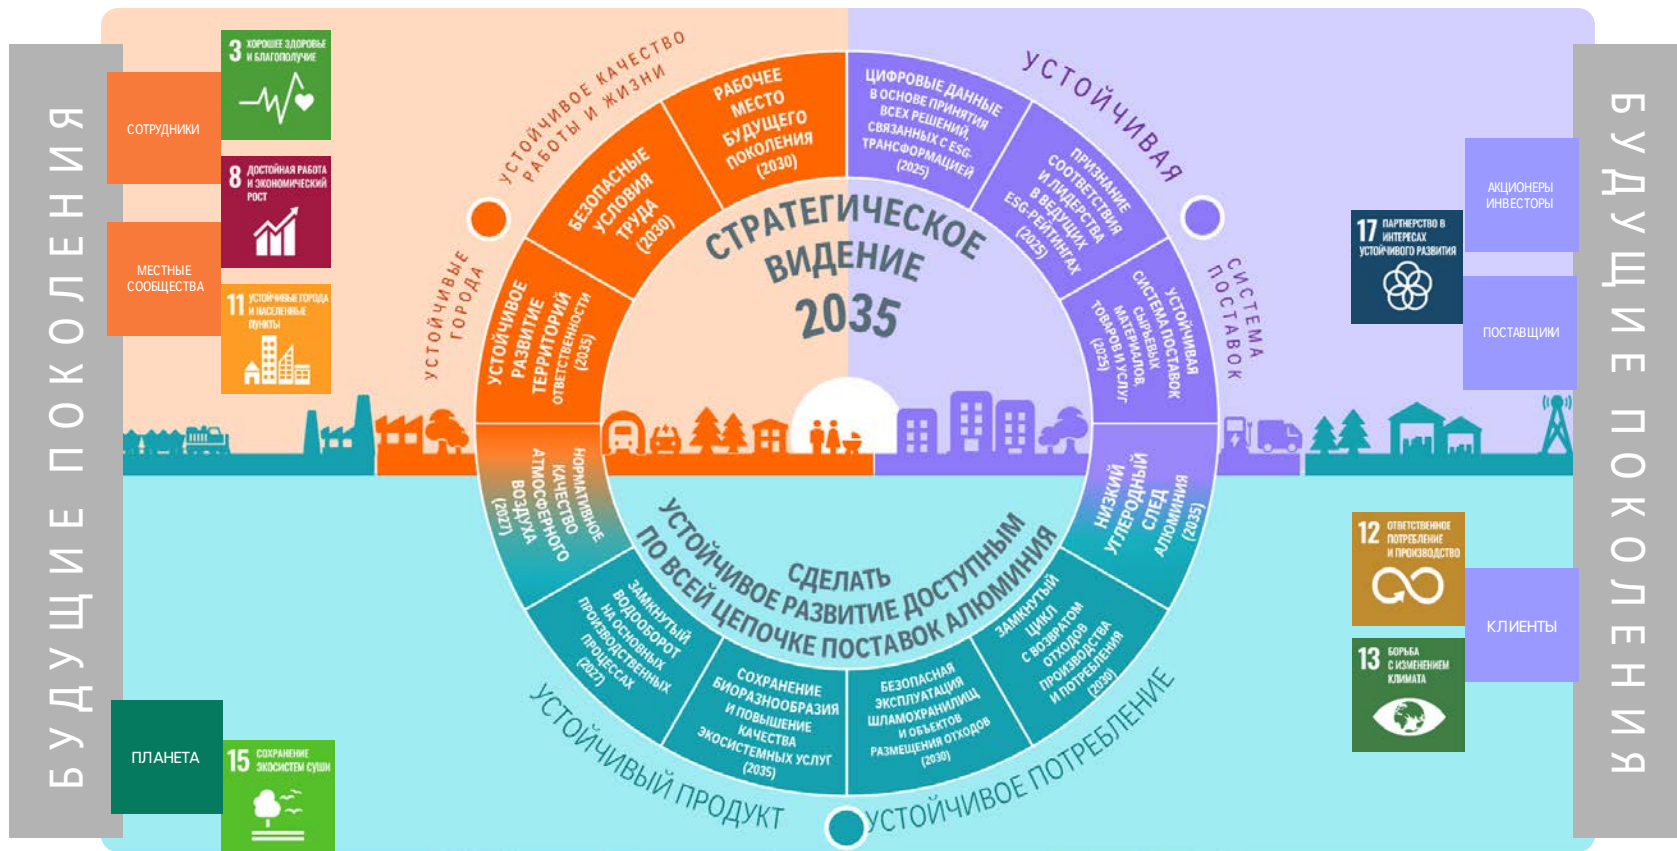 БУДУЩИЕ ПОКОЛЕНИЯ
СОТРУДНИКИ
3 ХОРОШЕЕ ЗДОРОВЬЕ
И БЛАГОПОЛУЧИЕ
8 ДОСТОЙНАЯ РАБОТА
И ЭКОНОМИЧЕСКИЙ
РОСТ
МЕСТНЫЕ
СООБЩЕСТВА
11 УСТОЙЧИВЫЕ ГОРОДА
И НАСЕЛЕННЫЕ
ПУНКТЫ
ПЛАНЕТА
15 СОХРАНЕНИЕ
ЭКОСИСТЕМ СУШИ
УСТОЙЧИВЫЕ
ГОРОДА
УСТОЙЧИВОЕ КАЧЕСТВО
РАБОТЫ И ЖИЗНИ
УСТОЙЧИВАЯ
СИСТЕМА
ПОСТАВОК
НОРМАТИВНОЕ
КАЧЕСТВО
АТМОСФЕРНОГО
ВОЗДУХА
(2027)
УСТОЙЧИВОЕ
РАЗВИТИЕ
ТЕРРИТОРИЙ
ОТВЕТСТВЕННОСТИ
(2035)
БЕЗОПАСНЫЕ
УСЛОВИЯ
ТРУДА
(2030)
РАБОЧЕЕ
МЕСТО
БУДУЩЕГО
ПОКОЛЕНИЯ
(2030)
ЦИФРОВЫЕ ДАННЫЕ
В ОСНОВЕ ПРИНЯТИЯ
ВСЕХ РЕШЕНИЙ,
СВЯЗАННЫХ С ESG-
ТРАНСФОРМАЦИЕЙ
(2025)
ПРИЗНАНИЕ
СООТВЕТСТВИЯ
И ЛИДЕРСТВА
В ВЕДУЩИХ
ESG-РЕЙТИНГАХ
(2025)
УСТОЙЧИВАЯ
СИСТЕМА ПОСТАВОК
СЫРЬЕВЫХ
МАТЕРИАЛОВ,
ТОВАРОВ И УСЛУГ
(2025)
НИЗКИЙ
УГЛЕРОДНЫЙ
СЛЕД
АЛЮМИНИЯ
(2035)
ЗАМКНУТЫЙ
ЦИКЛ
С ВОЗВРАТОМ
ОТХОДОВ
ПРОИЗВОДСТВА
И ПОТРЕБЛЕНИЯ
(2030)
БЕЗОПАСНАЯ
ЭКСПЛУАТАЦИЯ
ШЛАМОХРАНИЛИЩ
И ОБЪЕКТОВ
РАЗМЕЩЕНИЯ ОТХОДОВ
(2030)
СОХРАНЕНИЕ
БИОРАЗНООБРАЗИЯ
И ПОВЫШЕНИЕ
КАЧЕСТВА
ЭКОСИСТЕМНЫХ УСЛУГ
(2035)
ЗАМКНУТЫЙ
ВОДООБОРОТ
НА ОСНОВНЫХ
ПРОИЗВОДСТВЕННЫХ
ПРОЦЕССАХ
(2027)
СТРАТЕГИЧЕСКОЕ
ВИДЕНИЕ
2035
СДЕЛАТЬ
УСТОЙЧИВОЕ РАЗВИТИЕ ДОСТУПНЫМ
ПО ВСЕЙ ЦЕПОЧКЕ ПОСТАВОК АЛЮМИНИЯ
УСТОЙЧИВЫЙ ПРОДУКТ
УСТОЙЧИВОЕ ПОТРЕБЛЕНИЕ
АКЦИОНЕРЫ
ИНВЕСТОРЫ
17 ПАРТНЕРСТВО В
ИНТЕРЕСАХ
УСТОЙЧИВОГО РАЗВИТИЯ
ПОСТАВЩИКИ
12 ОТВЕТСТВЕННОЕ
ПОТРЕБЛЕНИЕ
И ПРОИЗВОДСТВО
КЛИЕНТЫ
13 БОРЬБА
С ИЗМЕНЕНИЕМ
КЛИМАТА
БУДУЩИЕ ПОКОЛЕНИЯ